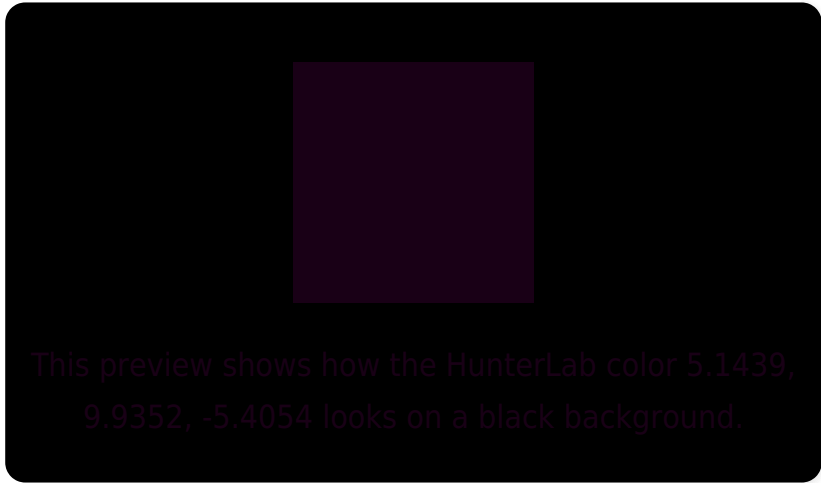 This preview shows how the HunterLab color 5.1439,
9.9352, -5.4054 looks on a black background.